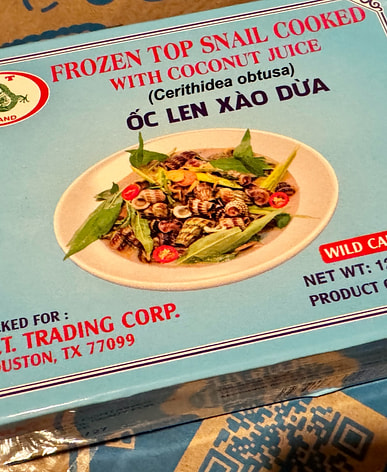 T
AND
FROZEN TOP SNAIL COOKED
WITH COCONUT JUICE
(Cerithidea obtusa)
ỐC LEN XÀO DỪA
WILD CA
NET WT: 1
PRODUCT
KED FOR :
.T. TRADING CORP.
OUSTON, TX 77099